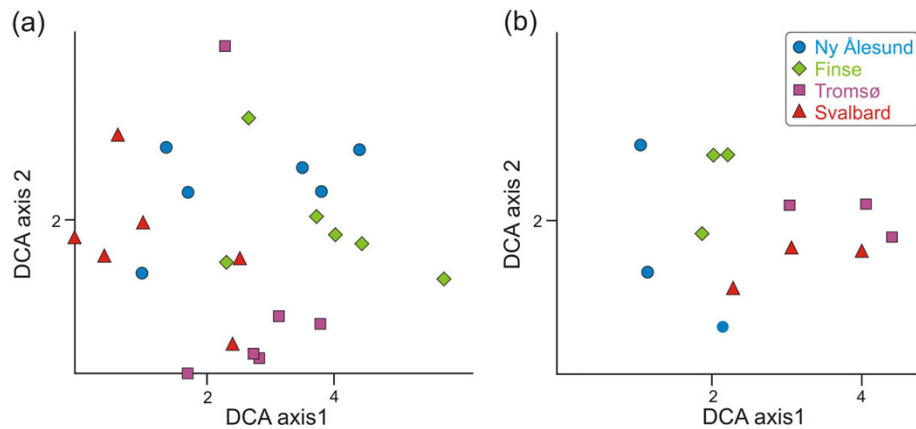 (a)
DCA axis 2
2
2
4
DCA axis1
(b)
Ny Ålesund
Finse
Tromsø
Svalbard
DCA axis 2
2
2
4
DCA axis1